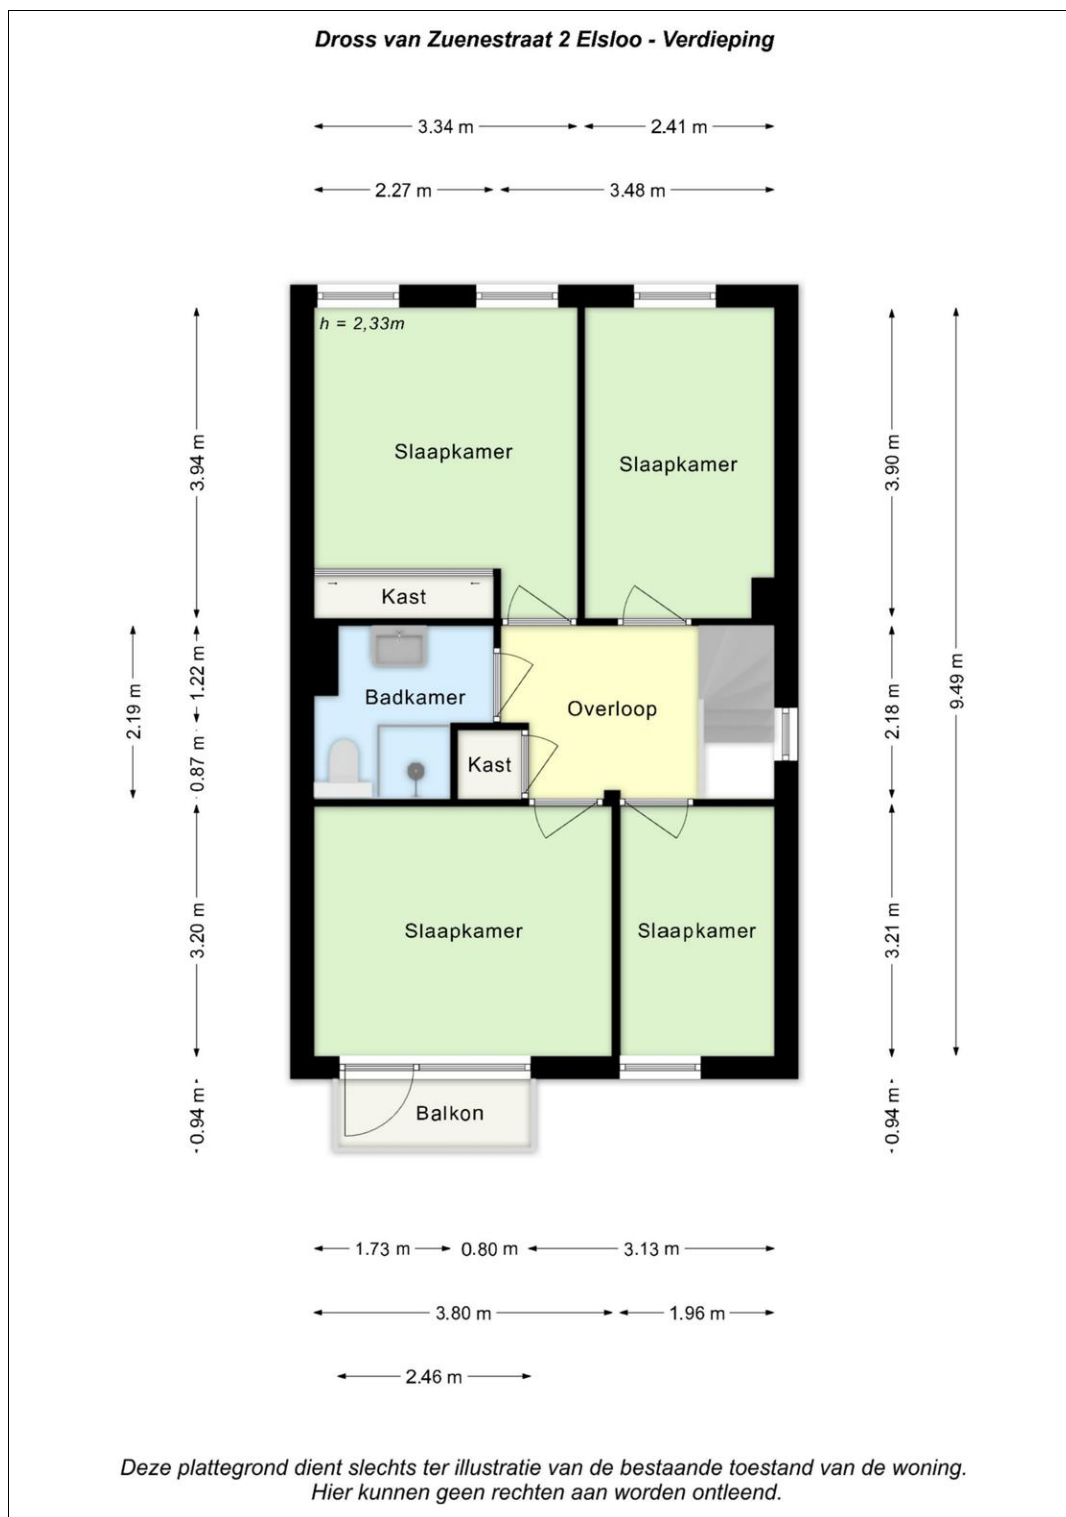 Dross van Zuenestraat 2 Elsloo - Verdieping
3.34 m
2.41 m
2.27 m
3.48 m
h = 2,33m
3.94 m
Slaapkamer
Slaapkamer
3.90 m
Kast
2.19 m
1.22 m
0.87 m
Badkamer
Overloop
Kast
2.18 m
9.49 m
3.20 m
Slaapkamer
Slaapkamer
3.21 m
0.94 m
Balkon
0.94 m
1.73 m
0.80 m
3.13 m
3.80 m
1.96 m
2.46 m
Deze plattegrond dient slechts ter illustratie van de bestaande toestand van de woning.
Hier kunnen geen rechten aan worden ontleend.